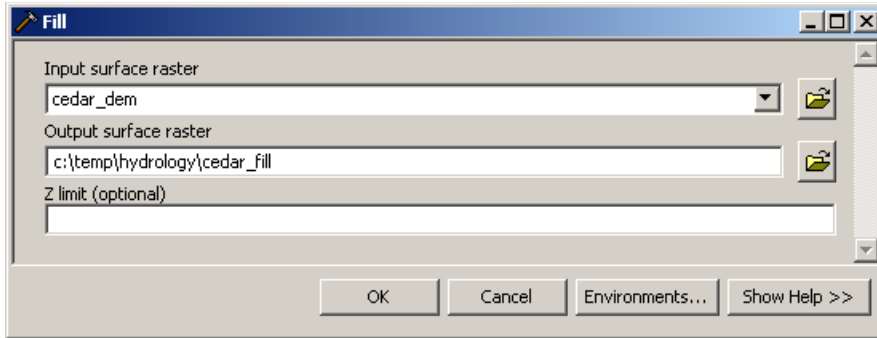 Fill
Input surface raster
cedar_dem
Output surface raster
c:\temp\hydrology\cedar_fill
Z limit (optional)
OK Cancel Environments... Show Help >>